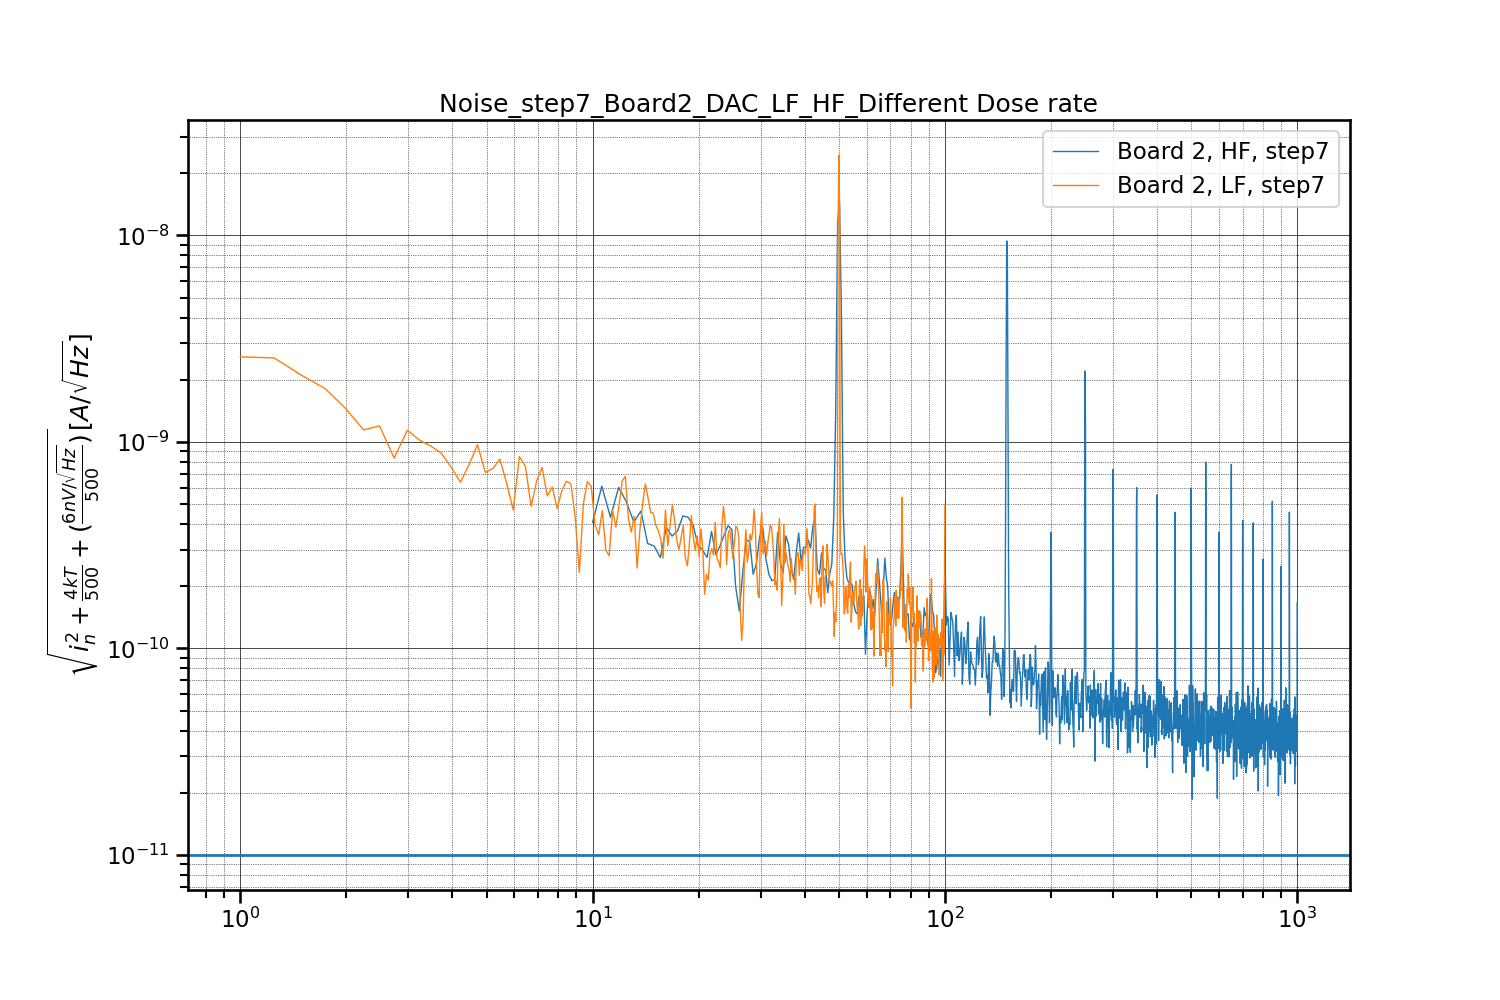 Noise_step7_Board2_DAC_LF_HF_Different Dose rate
Board 2, HF, step7
Board 2, LF, step7
10⁻⁸
10⁻⁹
10⁻¹⁰
10⁻¹¹
√(i_n² + 4kT/500 + (6nV/√Hz/500)) [A/√Hz]
10⁰ 10¹ 10² 10³